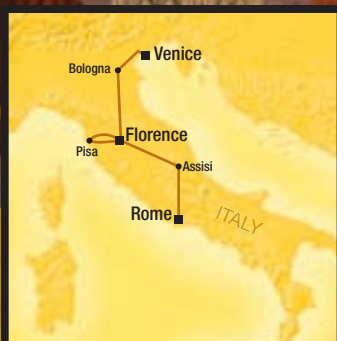 Venice
Bologna
Florence
Pisa
Assisi
Rome
ITALY